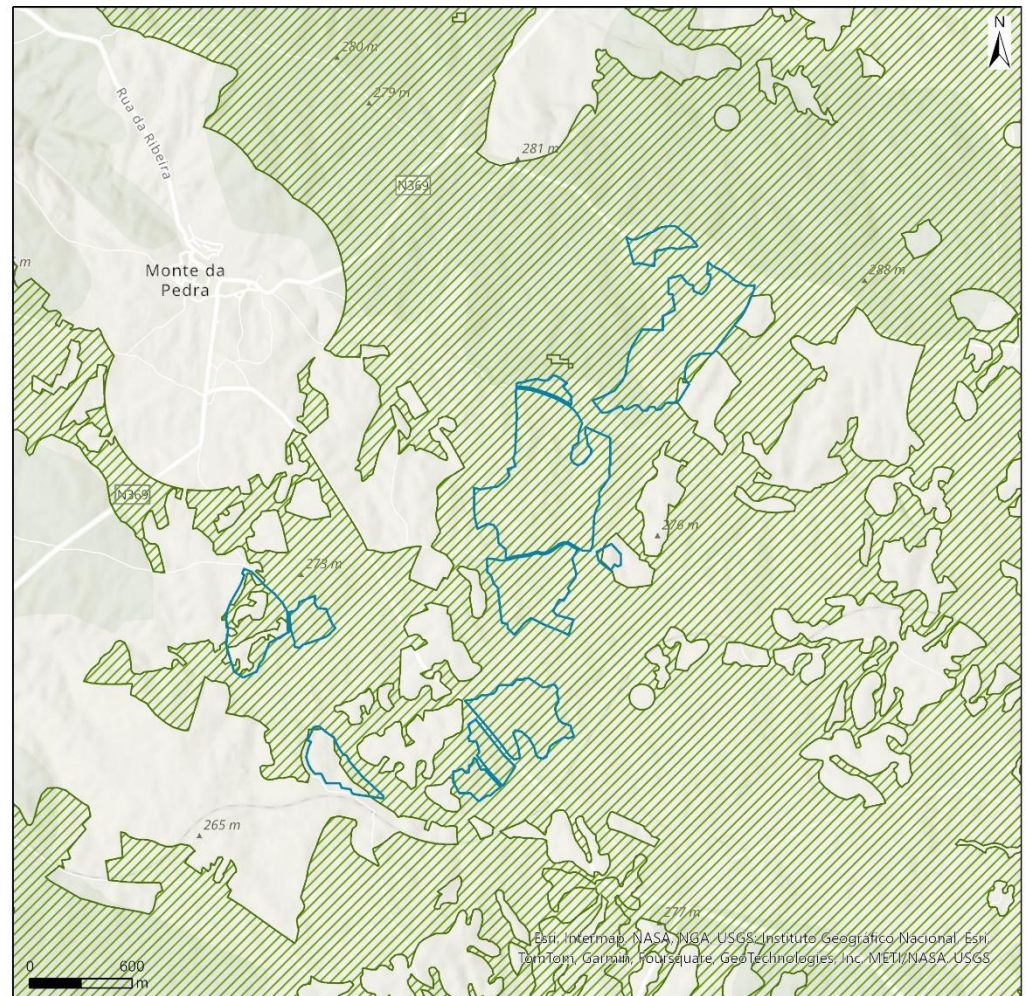 N
280 m
279 m
Rua da Ribeira
281 m
N369
Monte da
Pedra
m
288 m
N369
276 m
273 m
265 m
277 m
Esri, Intermap, NASA, NGA, USGS; Instituto Geográfico Nacional, Esri,
TomTom, Garmin, Foursquare, GeoTechnologies, Inc, METI/NASA, USGS
0 600
m